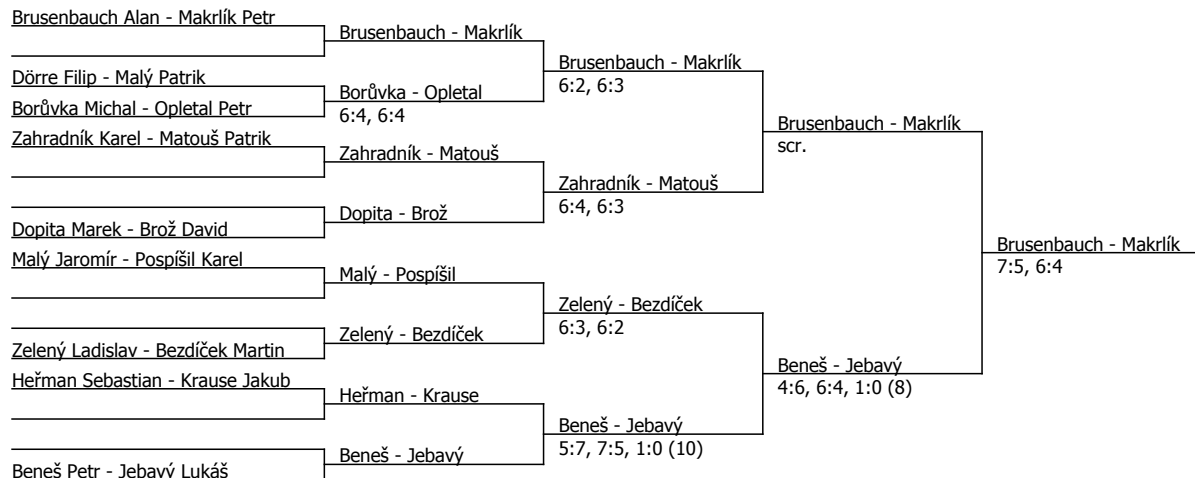 Brusenbauch Alan - Makrlík Petr
Dörre Filip - Malý Patrik
Borůvka Michal - Opletal Petr
Zahradník Karel - Matouš Patrik
Dopita Marek - Brož David
Malý Jaromír - Pospíšil Karel
Zelený Ladislav - Bezdíček Martin
Heřman Sebastian - Krause Jakub
Beneš Petr - Jebavý Lukáš
Brusenbauch - Makrlík
Borůvka - Opletal
6:4, 6:4
Zahradník - Matouš
Dopita - Brož
Malý - Pospíšil
Zelený - Bezdíček
Heřman - Krause
Beneš - Jebavý
Brusenbauch - Makrlík
6:2, 6:3
Zahradník - Matouš
6:4, 6:3
Zelený - Bezdíček
6:3, 6:2
Beneš - Jebavý
5:7, 7:5, 1:0 (10)
Brusenbauch - Makrlík
scr.
Beneš - Jebavý
4:6, 6:4, 1:0 (8)
Brusenbauch - Makrlík
7:5, 6:4